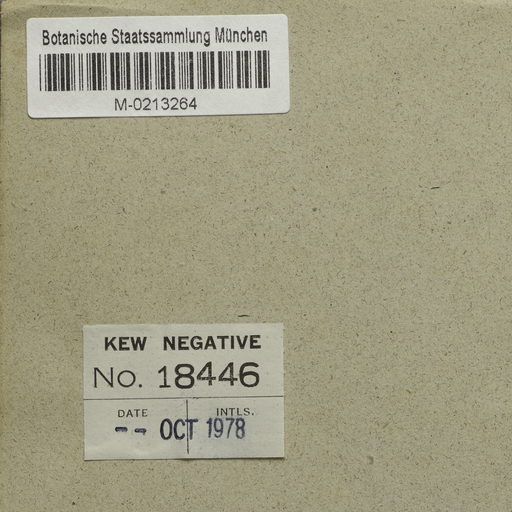 Botanische Staatssammlung München
M-0213264
KEW NEGATIVE
No. 18446
DATE INTLS.
-- OCT 1978